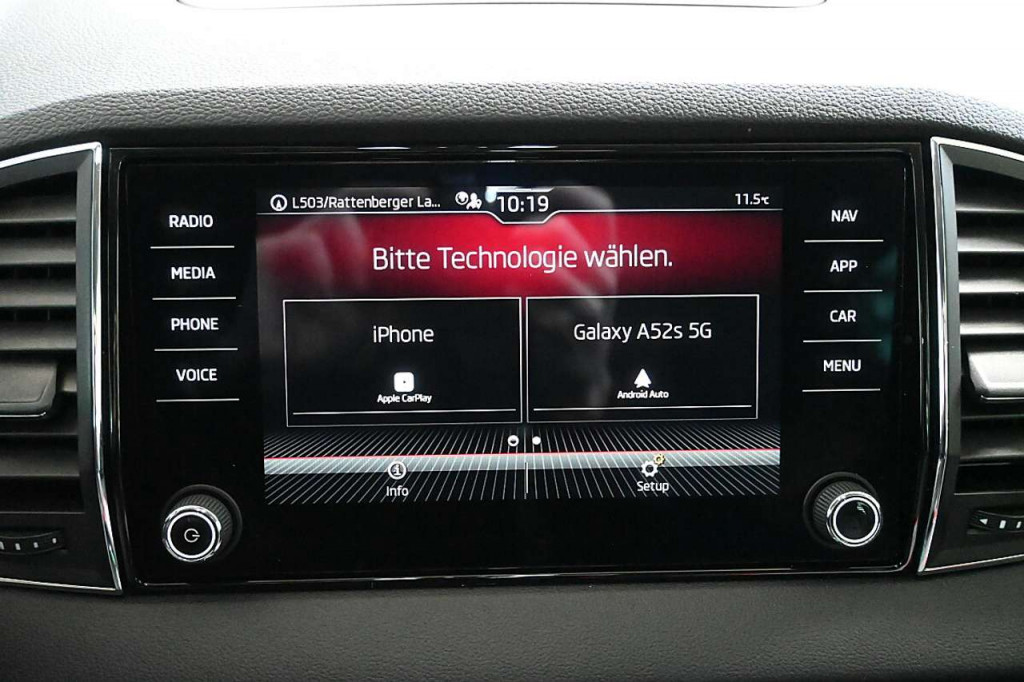 L503/Rattenberger La...
10:19
11.5°C
RADIO
MEDIA
PHONE
VOICE
Bitte Technologie wählen.
iPhone
Apple CarPlay
Galaxy A52s 5G
Android Auto
Info
Setup
NAV
APP
CAR
MENU